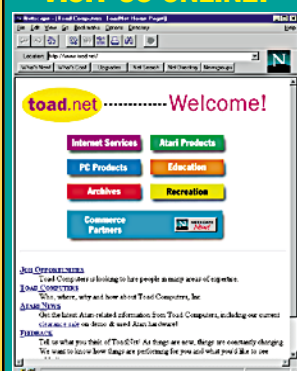 VISIT US ONLINE!
Netscape - [Toad Computers ToadNet Home Page]
File Edit View Go Bookmarks Options Directory Help
Location: http://www.toad.net/
What's New! What's Cool! Upgrades Net Search Net Directory Newsgroups
N
toad.net Welcome!
Internet Services Atari Products
PC Products Education
Archives Recreation
Commerce
Partners
JOB OPPORTUNITIES
Toad Computers is looking to hire people in many areas of expertise.
TOAD COMPUTERS
Who, where, why and how about Toad Computers, Inc.
ATARI NEWS
Get the latest Atari-related information from Toad Computers, including our current
clearance sale on demo & used Atari hardware!
FEEDBACK
Tell us what you think of ToadNet! As things are new, things are constantly changing.
We want to know how things are performing for you and what you'd like to see